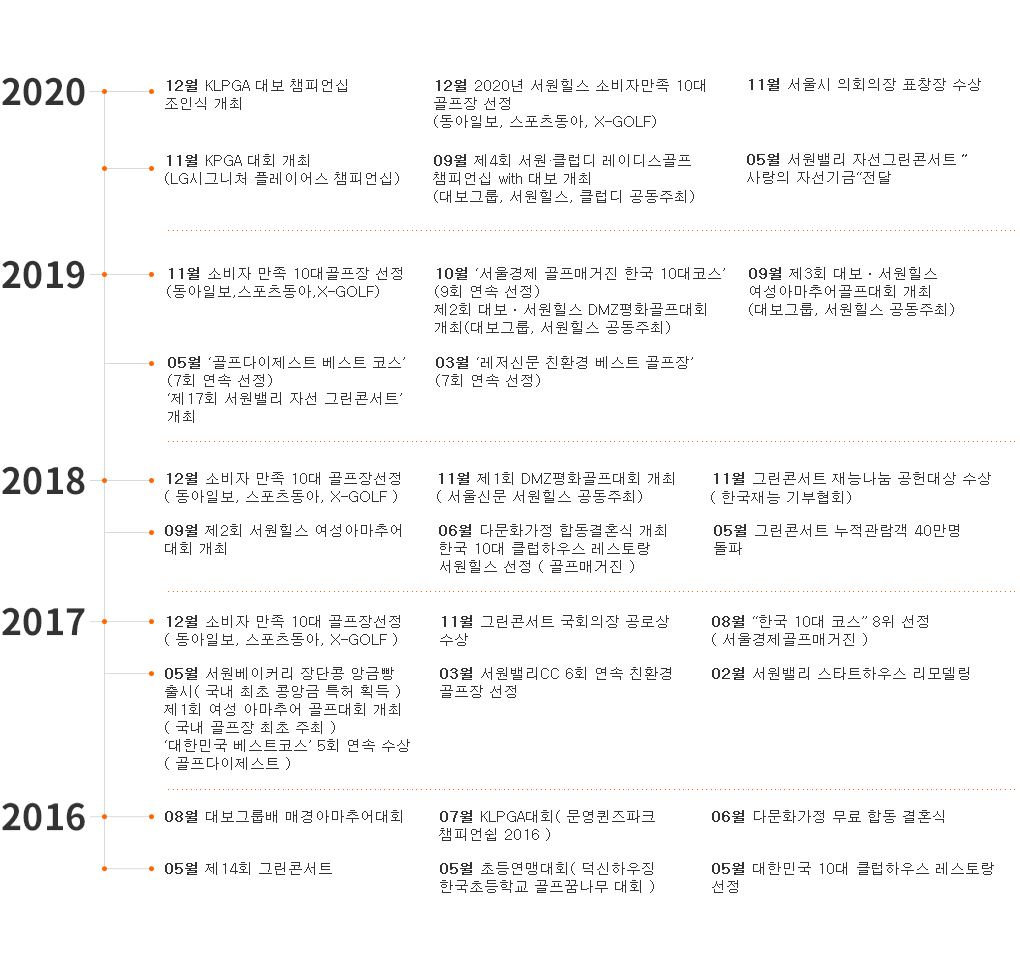 2020
12월 KLPGA 대보 챔피언십
조인식 개최
12월 2020년 서원힐스 소비자만족 10대
골프장 선정
(동아일보, 스포츠동아, X-GOLF)
11월 서울시 의회의장 표창장 수상
11월 KPGA 대회 개최
(LG시그니처 플레이어스 챔피언십)
09월 제4회 서원·클럽디 레이디스골프
챔피언십 with 대보 개최
(대보그룹, 서원힐스, 클럽디 공동주최)
05월 서원밸리 자선그린콘서트 ”
사랑의 자선기금“전달
2019
11월 소비자 만족 10대골프장 선정
(동아일보,스포츠동아,X-GOLF)
10월 ‘서울경제 골프매거진 한국 10대코스’
(9회 연속 선정)
제2회 대보 · 서원힐스 DMZ평화골프대회
개최(대보그룹, 서원힐스 공동주최)
09월 제3회 대보 · 서원힐스
여성아마추어골프대회 개최
(대보그룹, 서원힐스 공동주최)
05월 ‘골프다이제스트 베스트 코스’
(7회 연속 선정)
‘제17회 서원밸리 자선 그린콘서트’
개최
03월 ‘레저신문 친환경 베스트 골프장’
(7회 연속 선정)
2018
12월 소비자 만족 10대 골프장선정
( 동아일보, 스포츠동아, X-GOLF )
11월 제1회 DMZ평화골프대회 개최
( 서울신문 서원힐스 공동주최)
11월 그린콘서트 재능나눔 공헌대상 수상
( 한국재능 기부협회)
09월 제2회 서원힐스 여성아마추어
대회 개최
06월 다문화가정 합동결혼식 개최
한국 10대 클럽하우스 레스토랑
서원힐스 선정 ( 골프매거진 )
05월 그린콘서트 누적관람객 40만명
돌파
2017
12월 소비자 만족 10대 골프장선정
( 동아일보, 스포츠동아, X-GOLF )
11월 그린콘서트 국회의장 공로상
수상
08월 “한국 10대 코스” 8위 선정
( 서울경제골프매거진 )
05월 서원베이커리 장단콩 앙금빵
출시( 국내 최초 콩앙금 특허 획득 )
제1회 여성 아마추어 골프대회 개최
( 국내 골프장 최초 주최 )
‘대한민국 베스트코스’ 5회 연속 수상
( 골프다이제스트 )
03월 서원밸리CC 6회 연속 친환경
골프장 선정
02월 서원밸리 스타트하우스 리모델링
2016
08월 대보그룹배 매경아마추어대회
07월 KLPGA대회( 문영퀸즈파크
챔피언쉽 2016 )
06월 다문화가정 무료 합동 결혼식
05월 제14회 그린콘서트
05월 초등연맹대회( 덕신하우징
한국초등학교 골프꿈나무 대회 )
05월 대한민국 10대 클럽하우스 레스토랑
선정